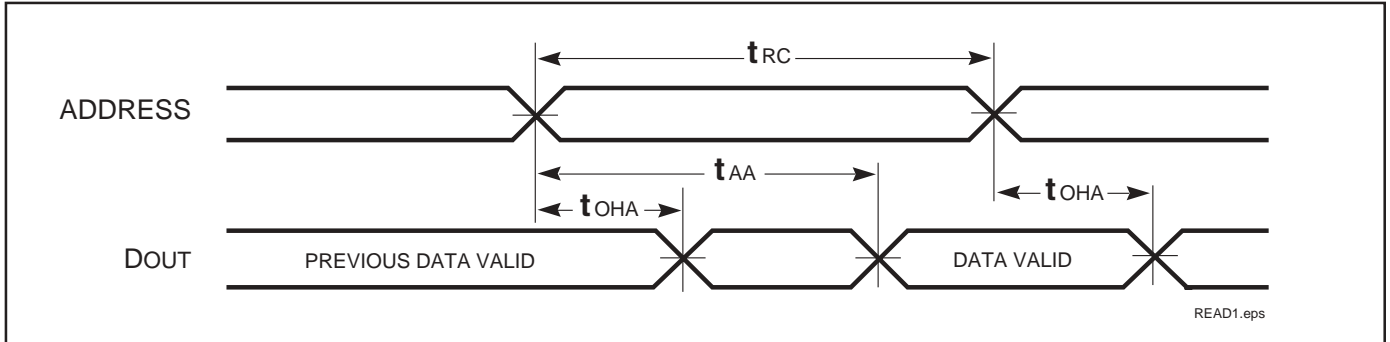 tRC
ADDRESS
tAA
tOHA
tOHA
DOUT
PREVIOUS DATA VALID
DATA VALID
READ1.eps